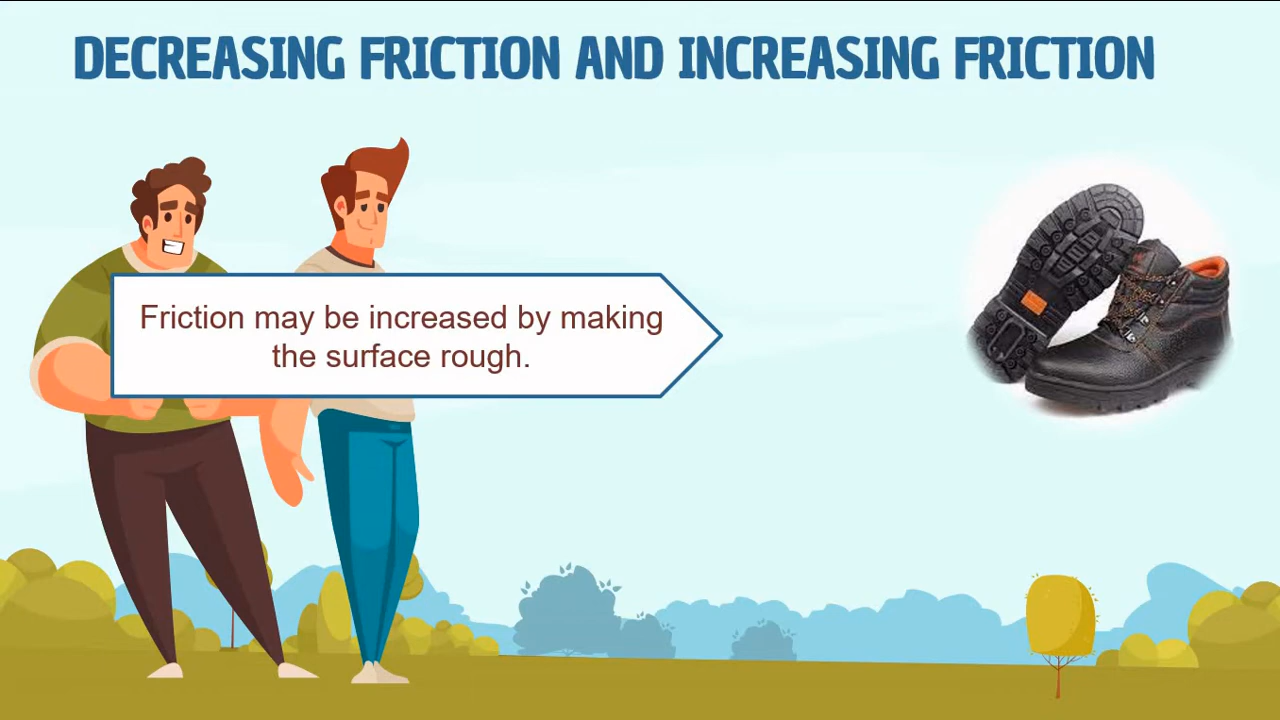 DECREASING FRICTION AND INCREASING FRICTION
Friction may be increased by making
the surface rough.